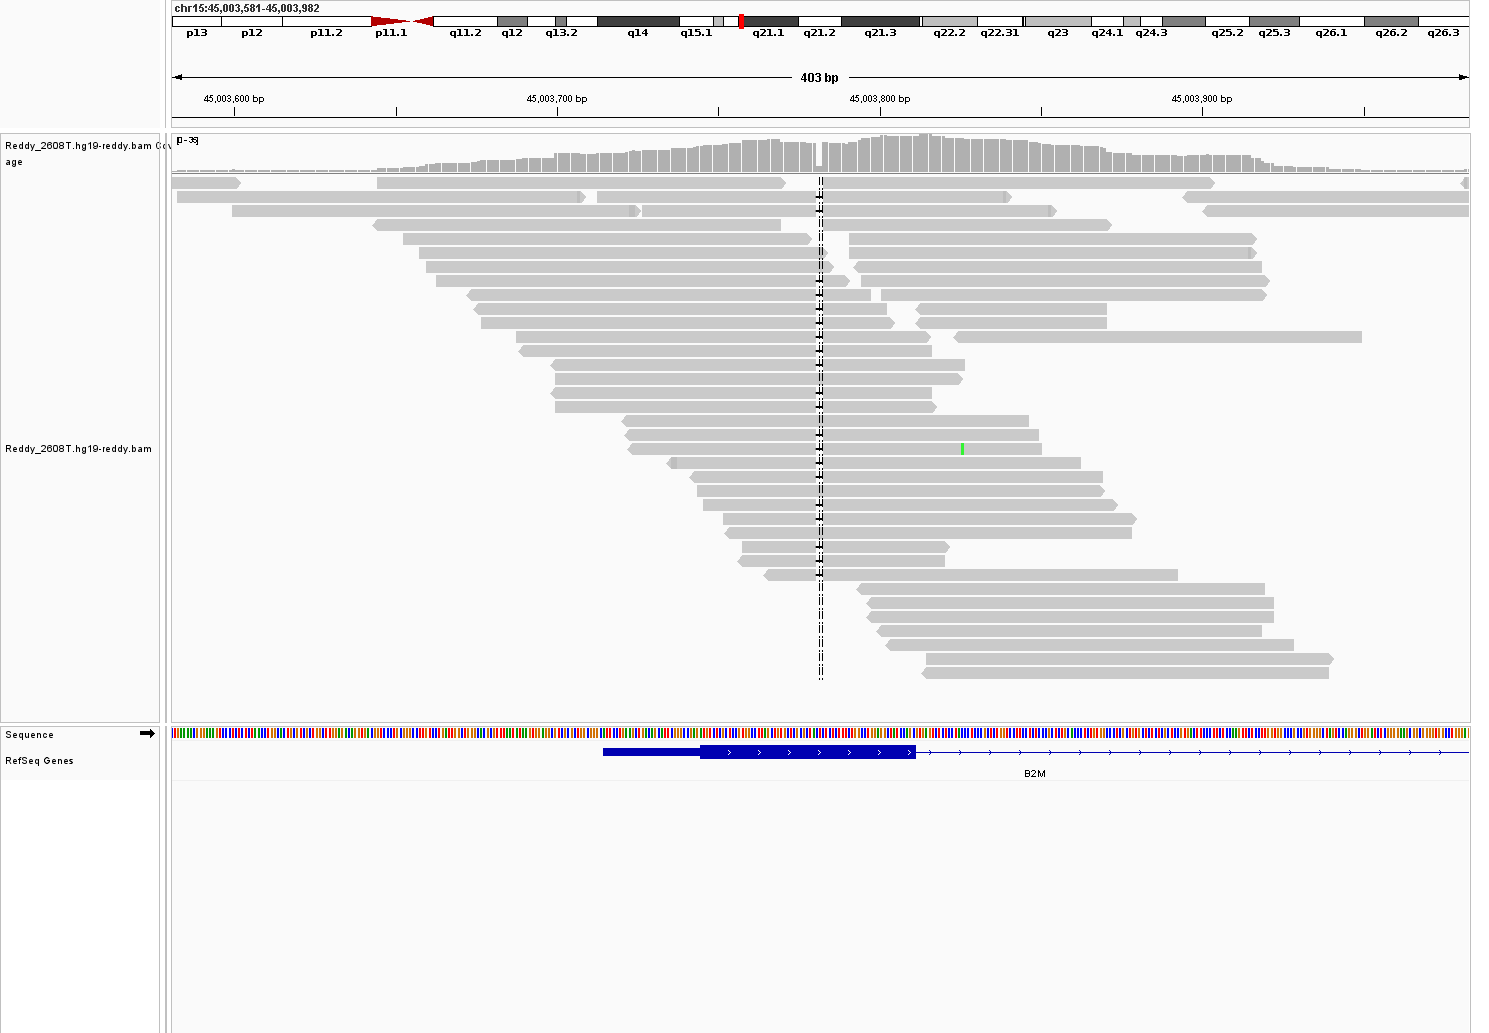 chr15:45,003,581-45,003,982
p13 p12 p11.2 p11.1 q11.2 q12 q13.2 q14 q15.1 q21.1 q21.2 q21.3 q22.2 q22.31 q23 q24.1 q24.3 q25.2 q25.3 q26.1 q26.2 q26.3
403 bp
45,003,600 bp 45,003,700 bp 45,003,800 bp 45,003,900 bp
Reddy_2608T.hg19-reddy.bam Cov
age
Reddy_2608T.hg19-reddy.bam
Sequence
RefSeq Genes
B2M